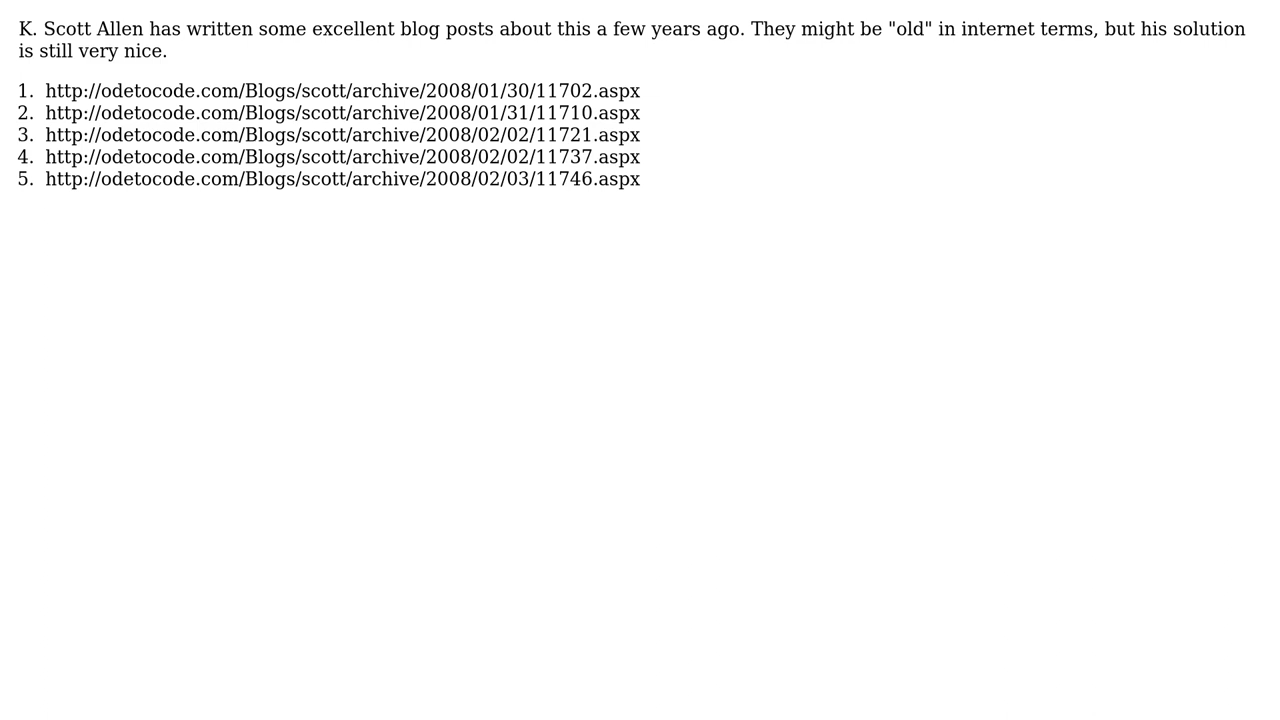 K. Scott Allen has written some excellent blog posts about this a few years ago. They might be "old" in internet terms, but his solution
is still very nice.
1. http://odetocode.com/Blogs/scott/archive/2008/01/30/11702.aspx
2. http://odetocode.com/Blogs/scott/archive/2008/01/31/11710.aspx
3. http://odetocode.com/Blogs/scott/archive/2008/02/02/11721.aspx
4. http://odetocode.com/Blogs/scott/archive/2008/02/02/11737.aspx
5. http://odetocode.com/Blogs/scott/archive/2008/02/03/11746.aspx